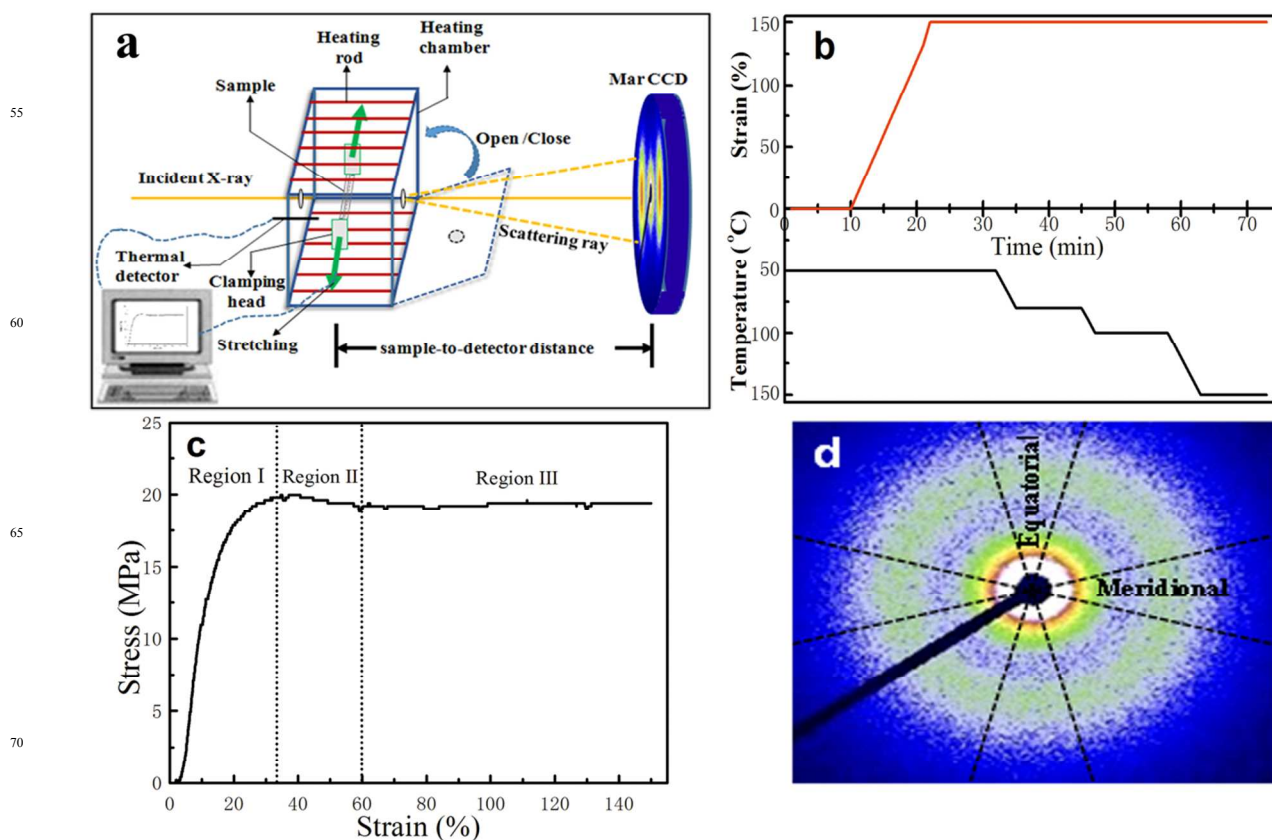 55
60
65
70
a
Heating
rod
Heating
chamber
Sample
Mar CCD
Open /Close
Incident X-ray
Scattering ray
Thermal
detector
Clamping
head
Stretching
sample-to-detector distance
b
Strain (%)
150
100
50
0
0 10 20 30 40 50 60 70
Time (min)
Temperature (°C)
50
100
150
c
Stress (MPa)
25
20
15
10
5
0
Region I
Region II
Region III
0 20 40 60 80 100 120 140
Strain (%)
d
Equatorial
Meridional